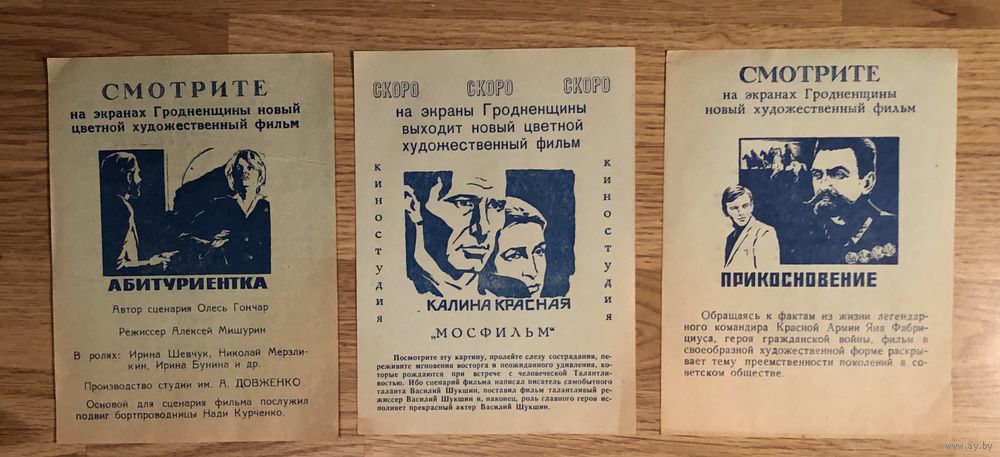 СМОТРИТЕ
на экранах Гродненщины новый
цветной художественный фильм
АБИТУРИЕНТКА
Автор сценария Олесь Гончар
Режиссер Алексей Мишурин
В ролях: Ирина Шевчук, Николай Мерзли-
кин, Ирина Бунина и др.
Производство студии им. А. ДОВЖЕНКО
Основой для сценария фильма послужил
подвиг бортпроводницы Нади Курченко.
СКОРО СКОРО СКОРО
на экраны Гродненщины
выходит новый цветной
художественный фильм
КИНОСТУДИЯ
КИНОСТУДИЯ
КАЛИНА КРАСНАЯ
„МОСФИЛЬМ“
Посмотрите эту картину, пролейте слезу сострадания, пе-
реживите мгновения восторга и неожиданного удивления,
которые рождаются при встрече с человеческой Талантли-
востью. Ибо сценарий фильма написал писатель самобытного
таланта Василий Шукшин, поставил фильм талантливый ре-
жиссер Василий Шукшин и, наконец, роль главного героя ис-
полняет прекрасный актер Василий Шукшин.
СМОТРИТЕ
на экранах Гродненщины
новый художественный фильм
ПРИКОСНОВЕНИЕ
Обращаясь к фактам из жизни легендар-
ного командира Красной Армии Яна Фабри-
циуса, героя гражданской войны, фильм в
своеобразной художественной форме раскры-
вает тему преемственности поколений в со-
ветском обществе.
www.ay.by